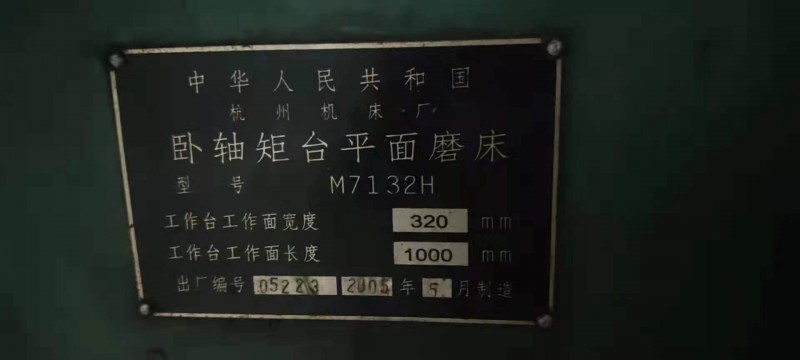 中华人民共和国
杭州机床厂
卧轴矩台平面磨床
型号 M7132H
工作台工作面宽度 320 mm
工作台工作面长度 1000 mm
出厂编号 05223 2005 年 5 月制造